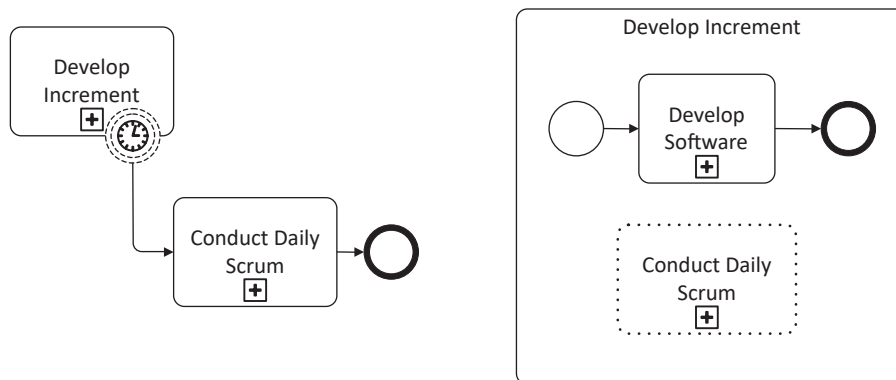 Develop
Increment
Conduct Daily
Scrum
Develop Increment
Develop
Software
Conduct Daily
Scrum